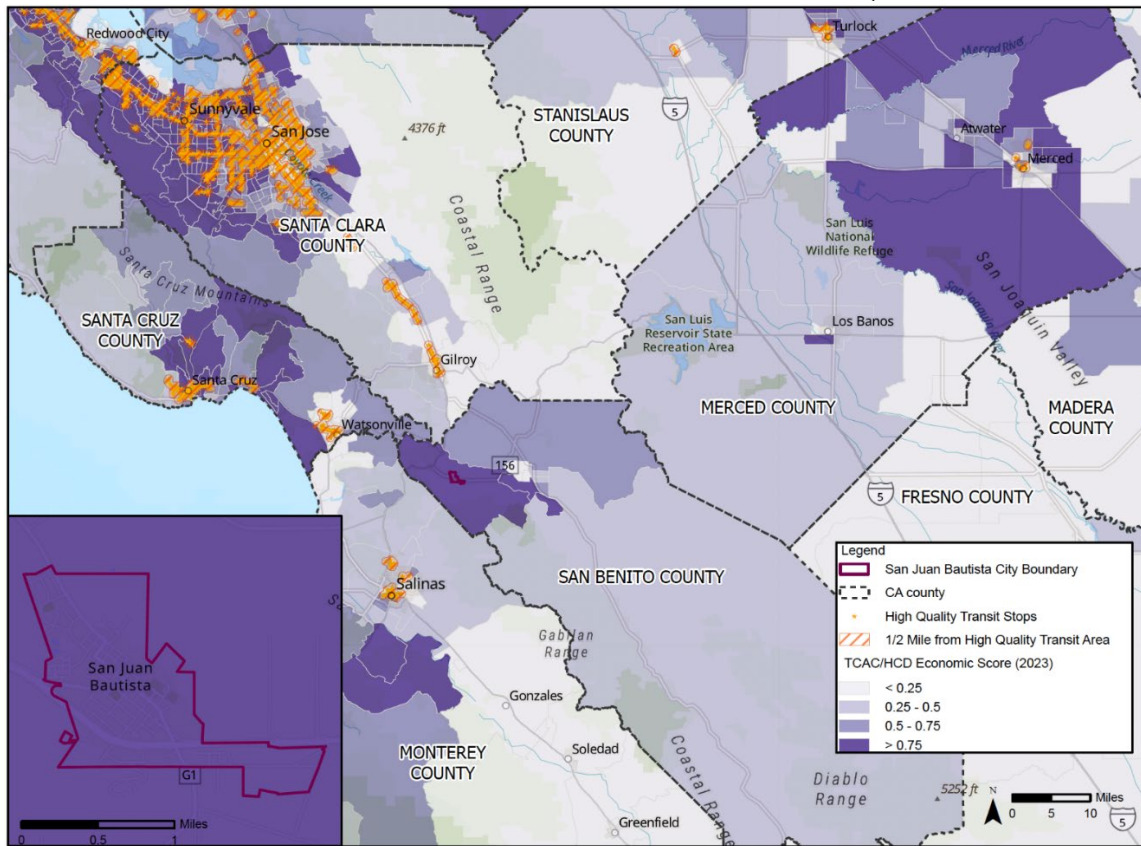 Redwood City
Turlock
Merced River
5
Sunnyvale
STANISLAUS
COUNTY
San Jose
4376 ft
Atwater
Merced
Coyote Creek
Coastal Range
SANTA CLARA
COUNTY
San Luis
National
Wildlife Refuge
Santa Cruz Mountains
San Joaquin Valley
SANTA CRUZ
COUNTY
San Luis
Reservoir State
Recreation Area
Los Banos
Gilroy
Santa Cruz
MERCED COUNTY
MADERA
COUNTY
Watsonville
156
5
FRESNO COUNTY
Legend
San Juan Bautista City Boundary
CA county
High Quality Transit Stops
1/2 Mile from High Quality Transit Area
TCAC/HCD Economic Score (2023)
< 0.25
0.25 - 0.5
0.5 - 0.75
> 0.75
Salinas
SAN BENITO COUNTY
Gabilan
Range
San Juan
Bautista
Gonzales
Soledad
MONTEREY
COUNTY
Coastal Range
Diablo
Range
5252 ft
N
Miles
0 5 10
5
G1
Miles
0 0.5 1
Greenfield